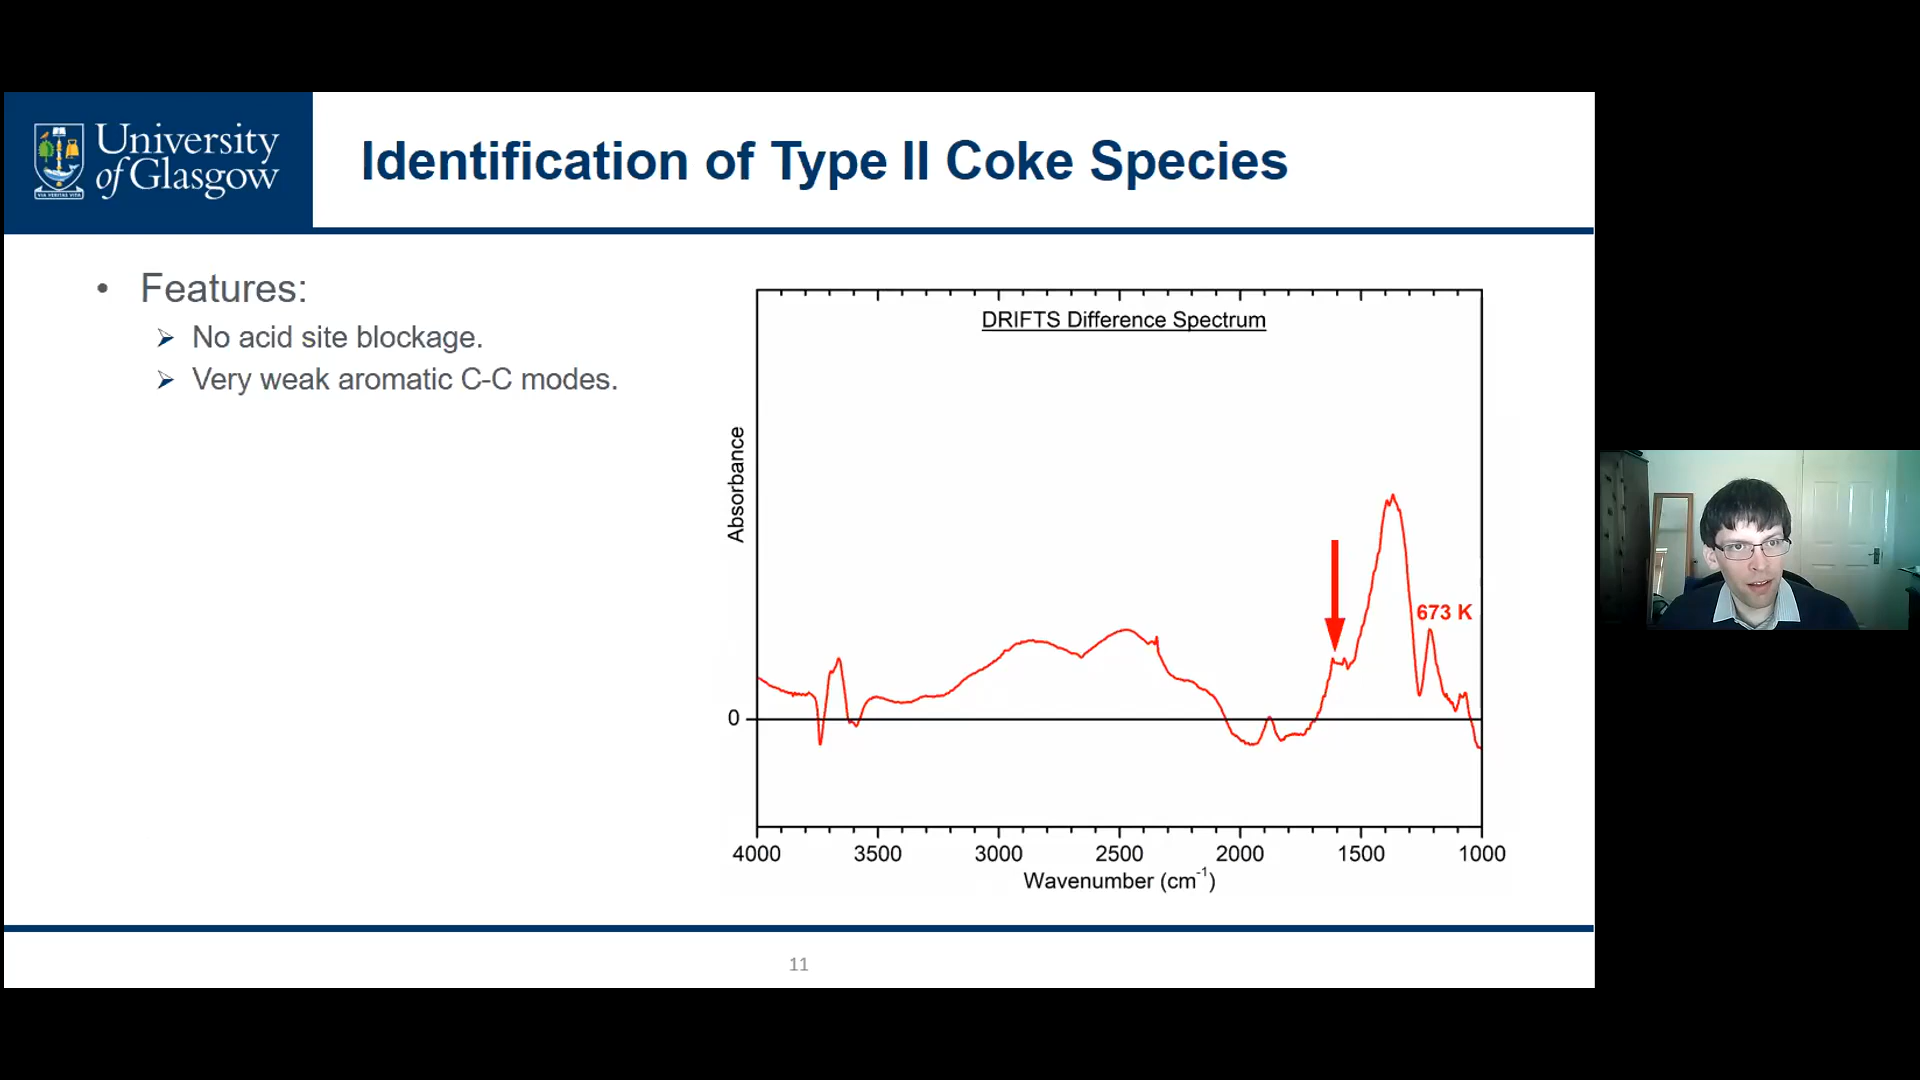 University
of Glasgow
Identification of Type II Coke Species
• Features:
➢ No acid site blockage.
➢ Very weak aromatic C-C modes.
DRIFTS Difference Spectrum
Absorbance
673 K
0
4000 3500 3000 2500 2000 1500 1000
Wavenumber (cm⁻¹)
11